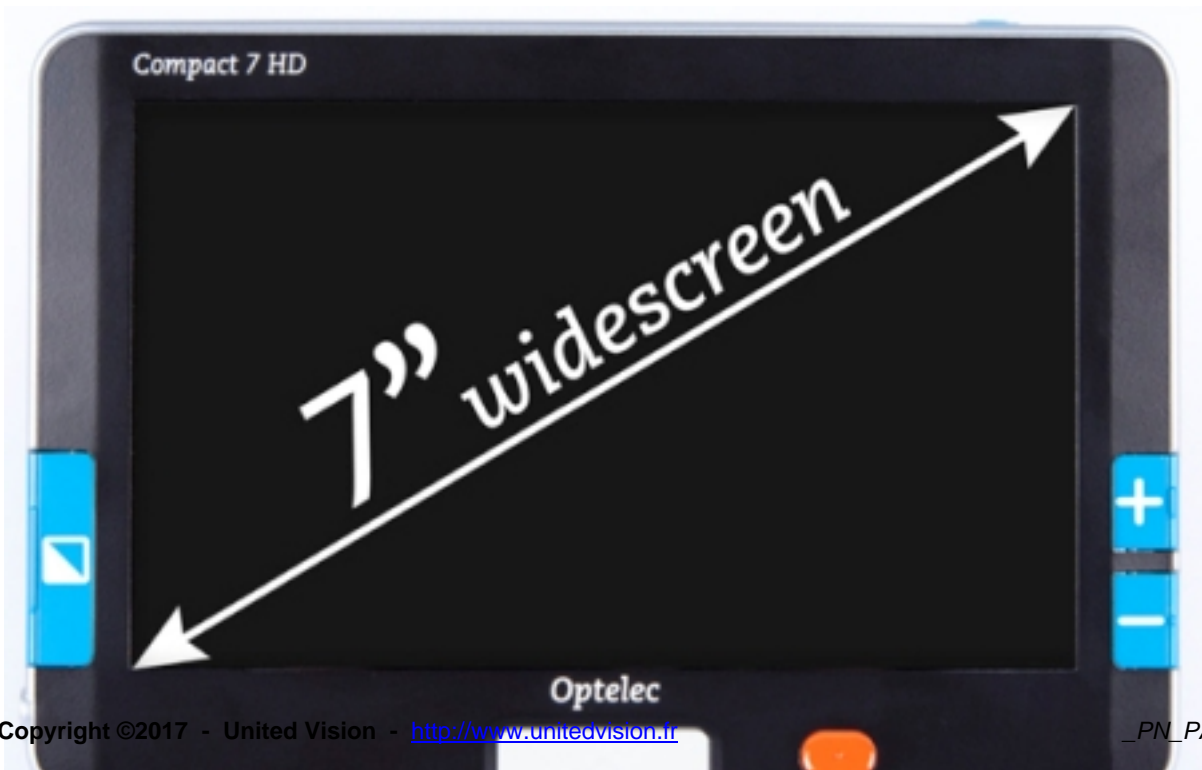 Compact 7 HD
7” widescreen
Optelec
Copyright ©2017 - United Vision - http://www.unitedvision.fr